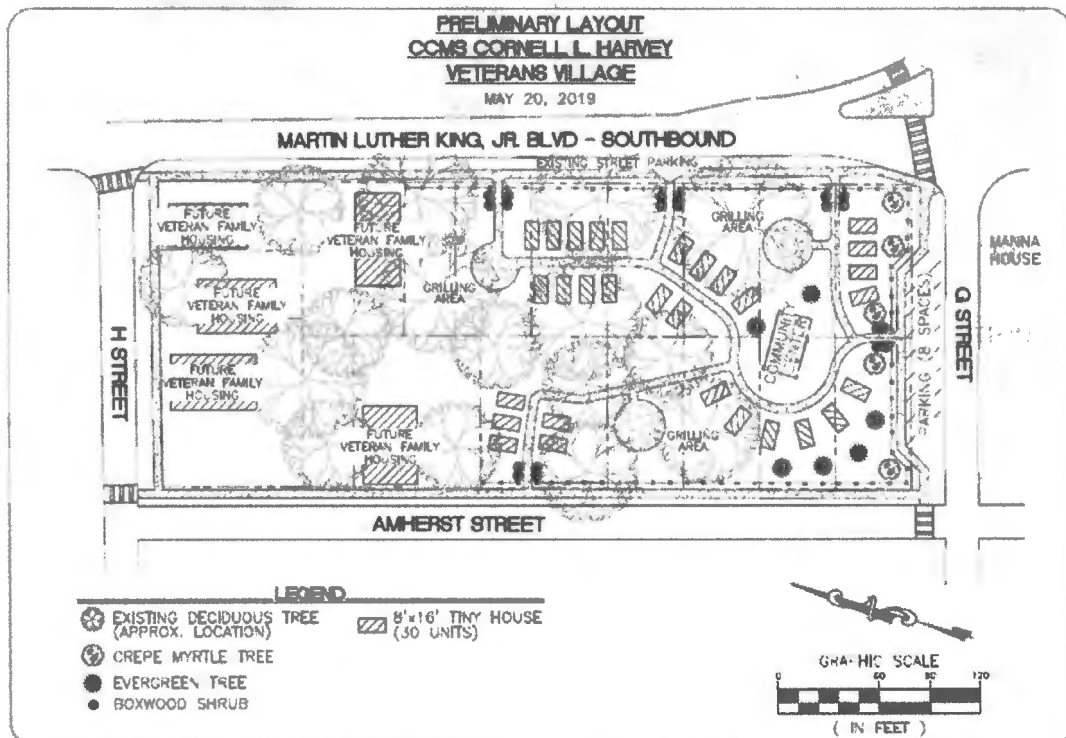 PRELIMINARY LAYOUT
CCMS CORNELL L. HARVEY
VETERANS VILLAGE
MAY 20, 2019
MARTIN LUTHER KING, JR. BLVD - SOUTHBOUND
EXISTING STREET PARKING
FUTURE
VETERAN FAMILY
HOUSING
FUTURE
VETERAN FAMILY
HOUSING
GRILLING
AREA
MANNA
HOUSE
FUTURE
VETERAN FAMILY
HOUSING
GRILLING
AREA
COMMUNITY
CENTER
PARKING (8 SPACES)
G STREET
H STREET
FUTURE
VETERAN FAMILY
HOUSING
FUTURE
VETERAN FAMILY
HOUSING
GRILLING
AREA
AMHERST STREET
LEGEND
EXISTING DECIDUOUS TREE
(APPROX. LOCATION)
8'x16' TINY HOUSE
(30 UNITS)
CREPE MYRTLE TREE
EVERGREEN TREE
BOXWOOD SHRUB
GRAPHIC SCALE
0 60 90 120
( IN FEET )